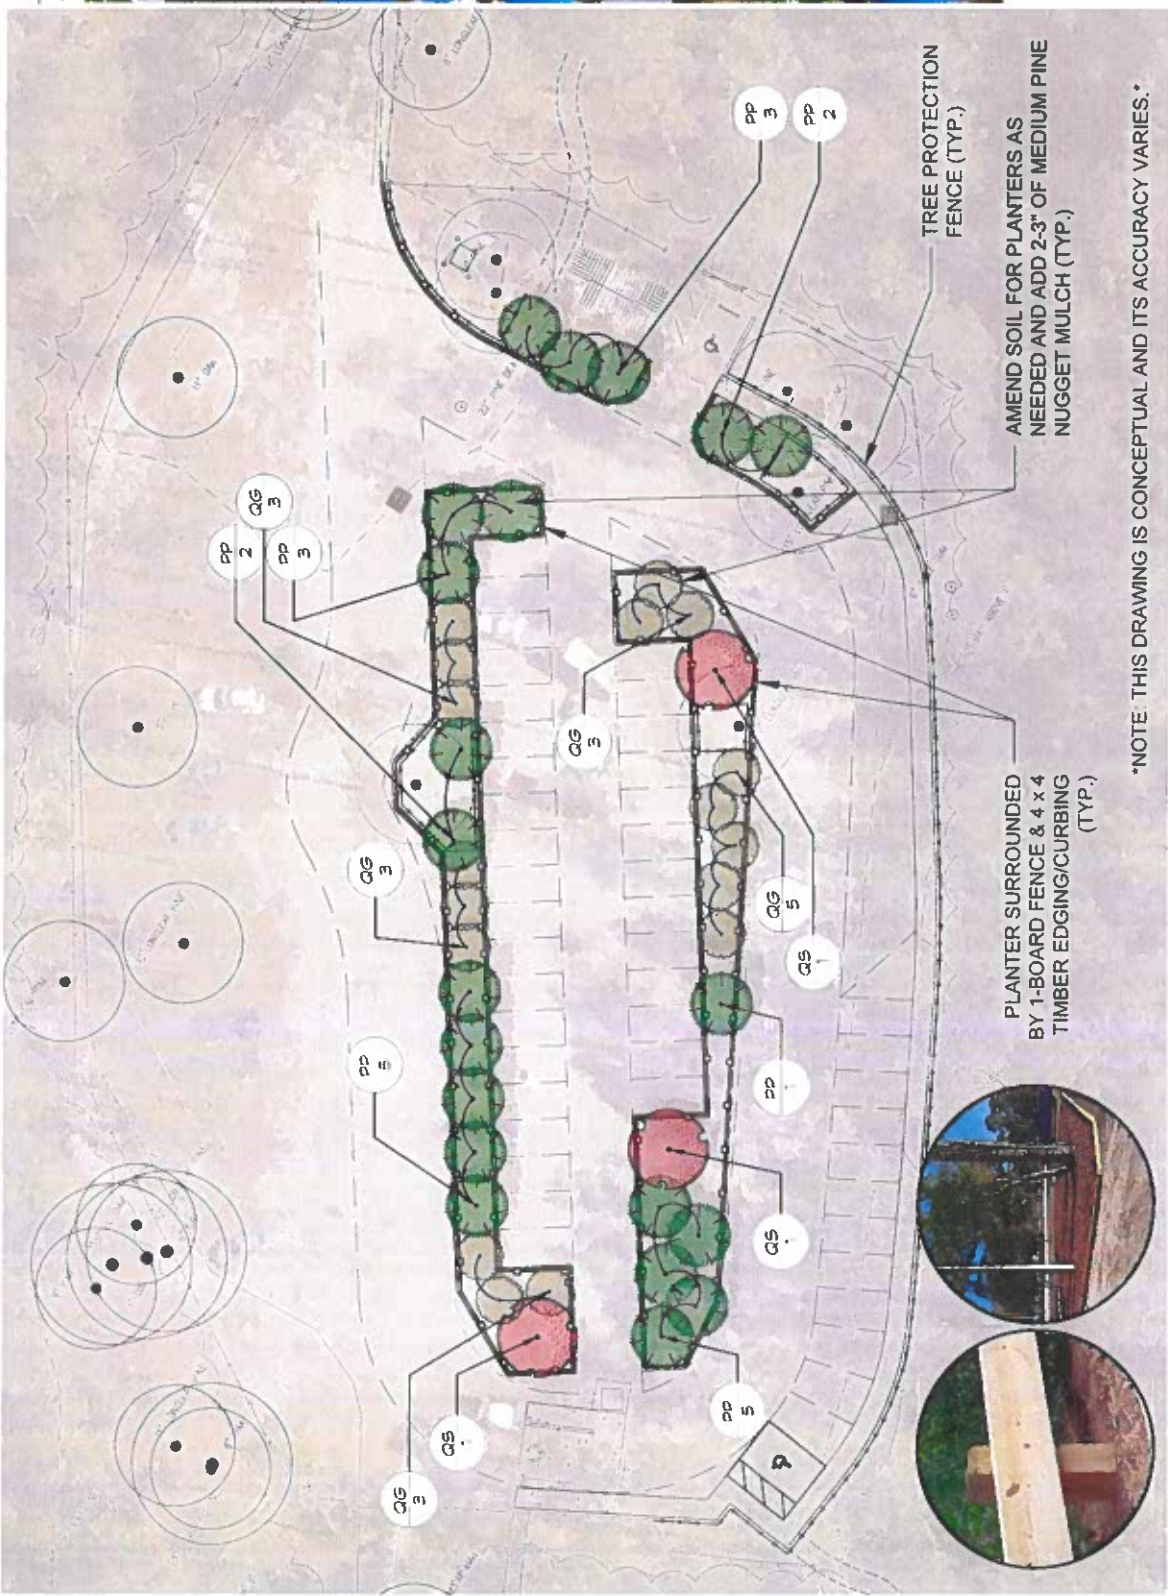 PP
3
PP
2
TREE PROTECTION
FENCE (TYP.)
AMEND SOIL FOR PLANTERS AS
NEEDED AND ADD 2-3" OF MEDIUM PINE
NUGGET MULCH (TYP.)
PP
2
QG
3
PP
3
QG
3
QG
3
QG
5
QS
1
PP
5
PP
1
QS
1
QG
3
QS
1
PP
5
PLANTER SURROUNDED
BY 1-BOARD FENCE & 4 x 4
TIMBER EDGING/CURBING
(TYP.)
*NOTE: THIS DRAWING IS CONCEPTUAL AND ITS ACCURACY VARIES.*